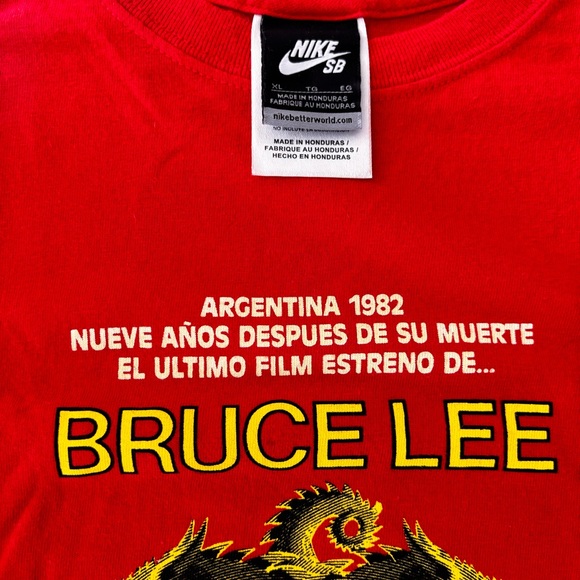 NIKE
SB
XL TG EG
MADE IN HONDURAS
FABRIQUE AU HONDURAS
nikebetterworld.com
MADE IN HONDURAS /
FABRIQUE AU HONDURAS /
HECHO EN HONDURAS
ARGENTINA 1982
NUEVE AÑOS DESPUES DE SU MUERTE
EL ULTIMO FILM ESTRENO DE...
BRUCE LEE